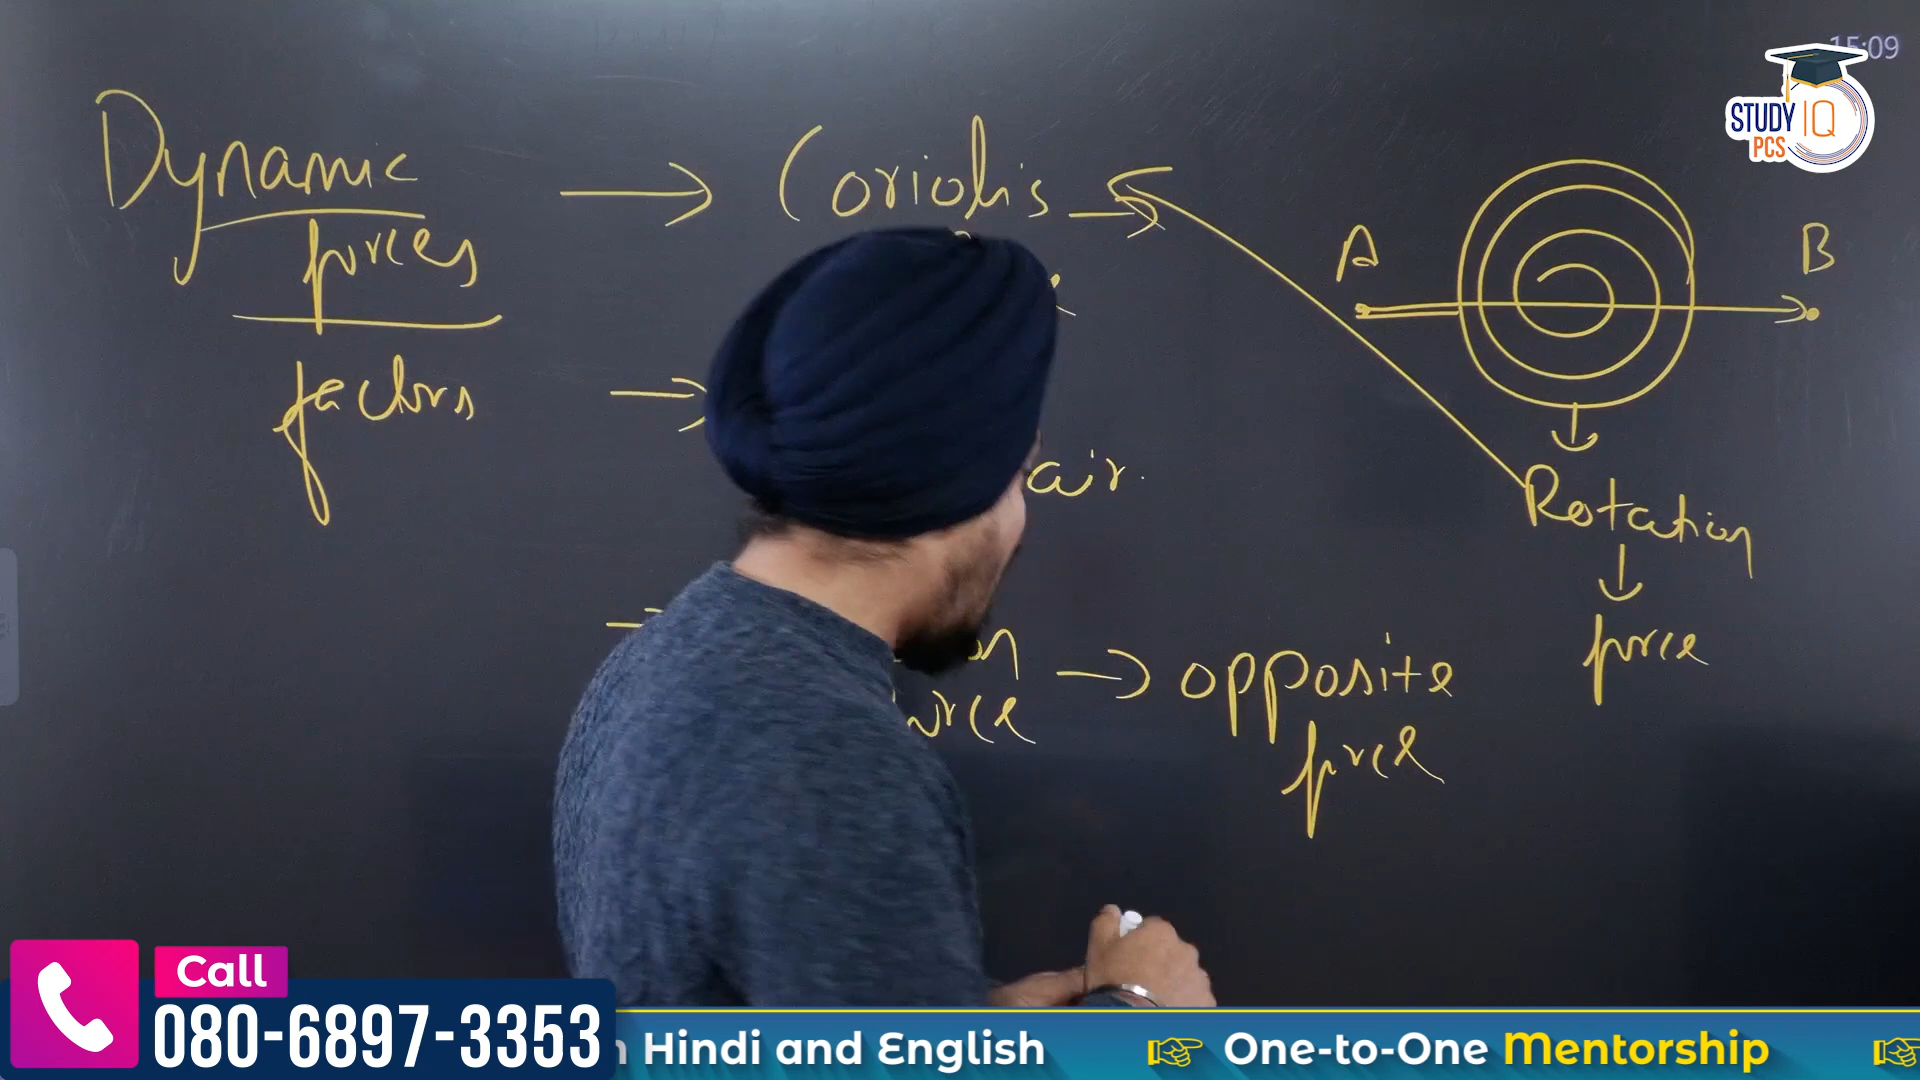 15:09
STUDY IQ
PCS
Dynamic → Coriolis →
forces
factors →
air.
A
B
Rotation
force
→ opposite
force
Call
080-6897-3353
Hindi and English
One-to-One Mentorship